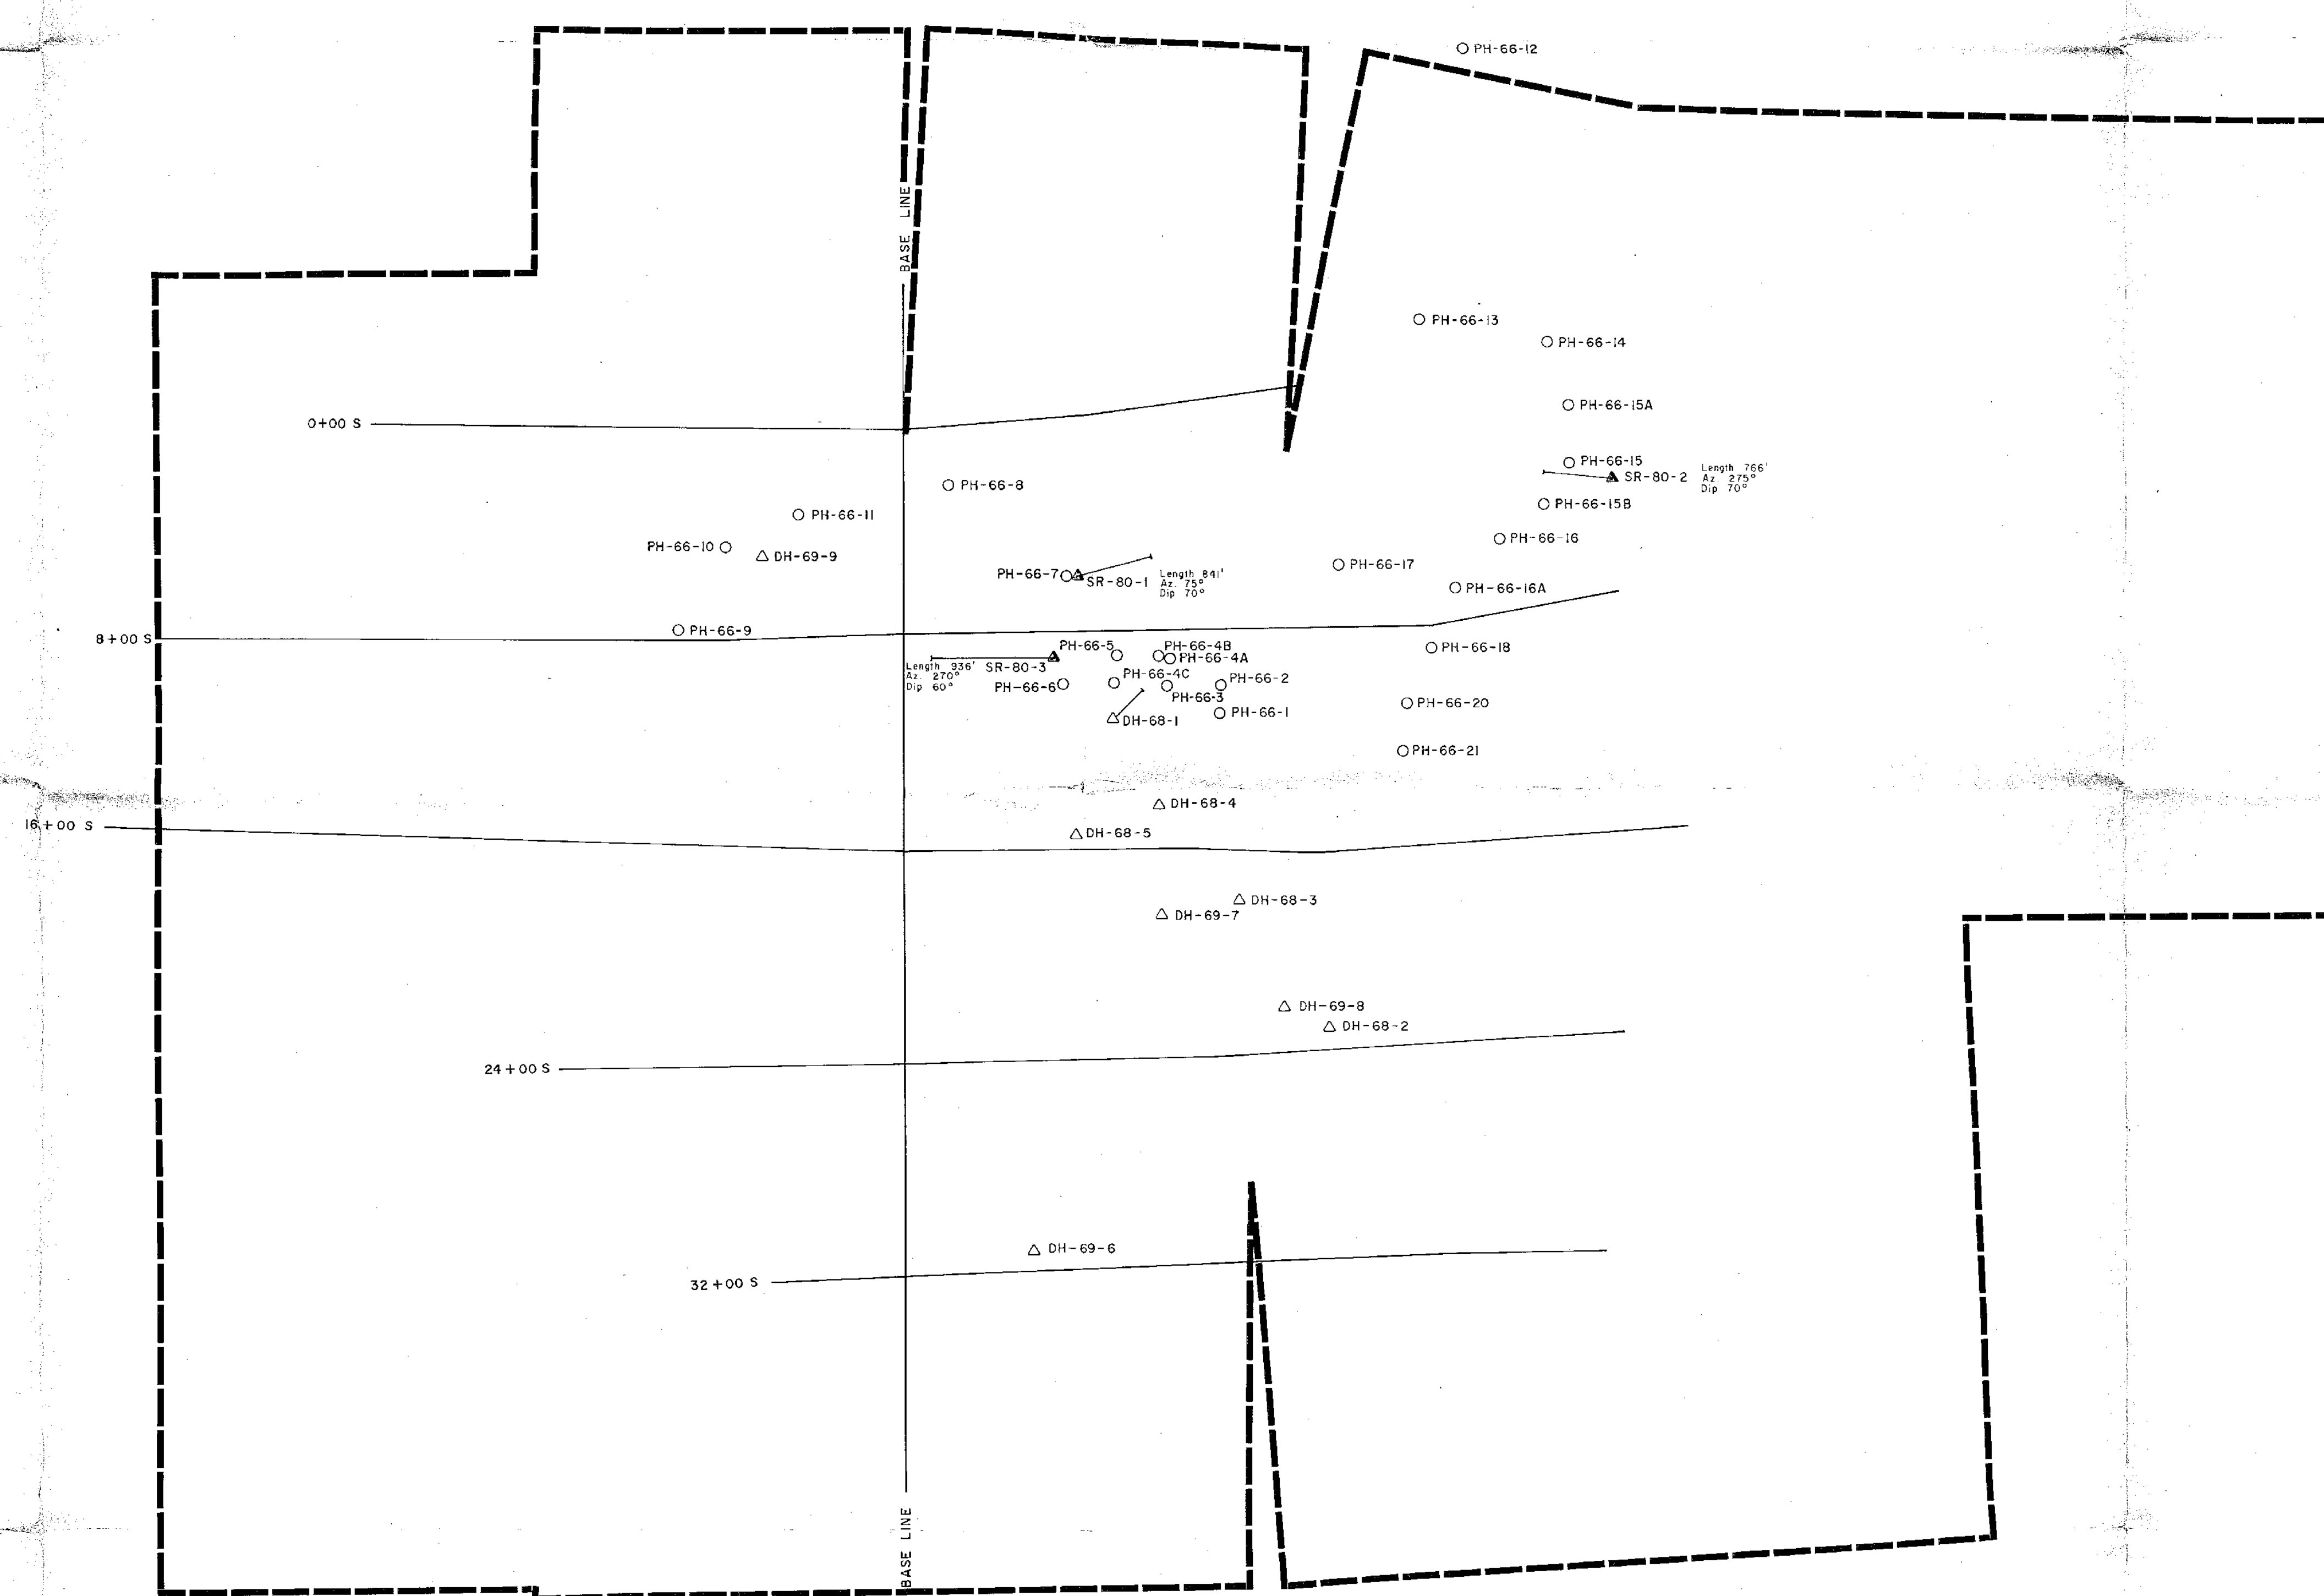 PH-66-12
BASE LINE
PH-66-13
PH-66-14
PH-66-15A
0+00 S
PH-66-15
Length 766'
SR-80-2
Az. 275°
Dip 70°
PH-66-8
PH-66-15B
PH-66-11
PH-66-16
PH-66-10
DH-69-9
PH-66-17
PH-66-7
SR-80-1
Length 841'
Az. 75°
Dip 70°
PH-66-16A
PH-66-9
8+00 S
PH-66-5
PH-66-4B
PH-66-18
PH-66-4A
Length 936'
SR-80-3
Az. 270°
Dip 60°
PH-66-4C
PH-66-2
PH-66-6
PH-66-3
PH-66-20
PH-66-1
DH-68-1
PH-66-21
DH-68-4
16+00 S
DH-68-5
DH-68-3
DH-69-7
DH-69-8
DH-68-2
24+00 S
DH-69-6
32+00 S
BASE LINE